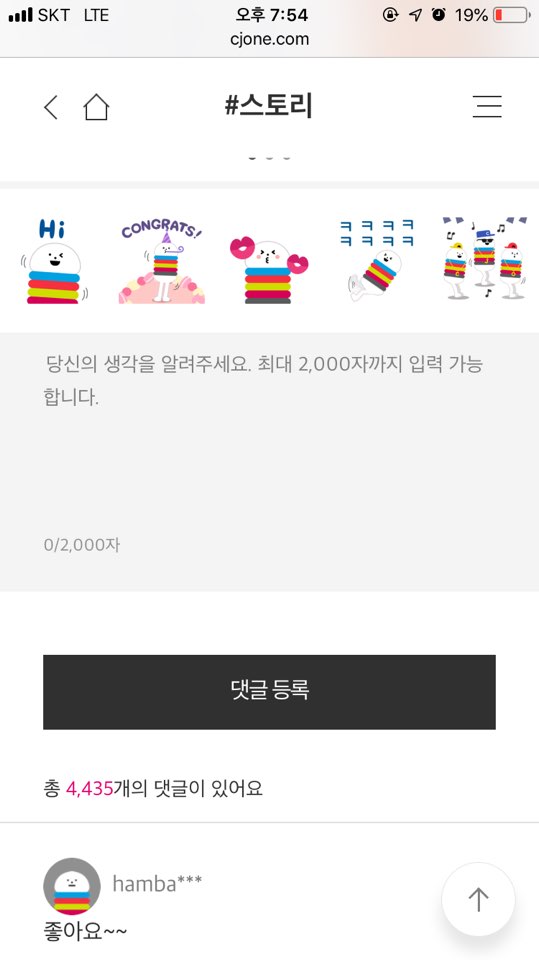 SKT LTE 오후 7:54 19%
cjone.com
#스토리
Hi
CONGRATS!
ㅋㅋㅋㅋ
ㅋㅋㅋㅋ
당신의 생각을 알려주세요. 최대 2,000자까지 입력 가능
합니다.
0/2,000자
댓글 등록
총 4,435개의 댓글이 있어요
hamba***
좋아요~~